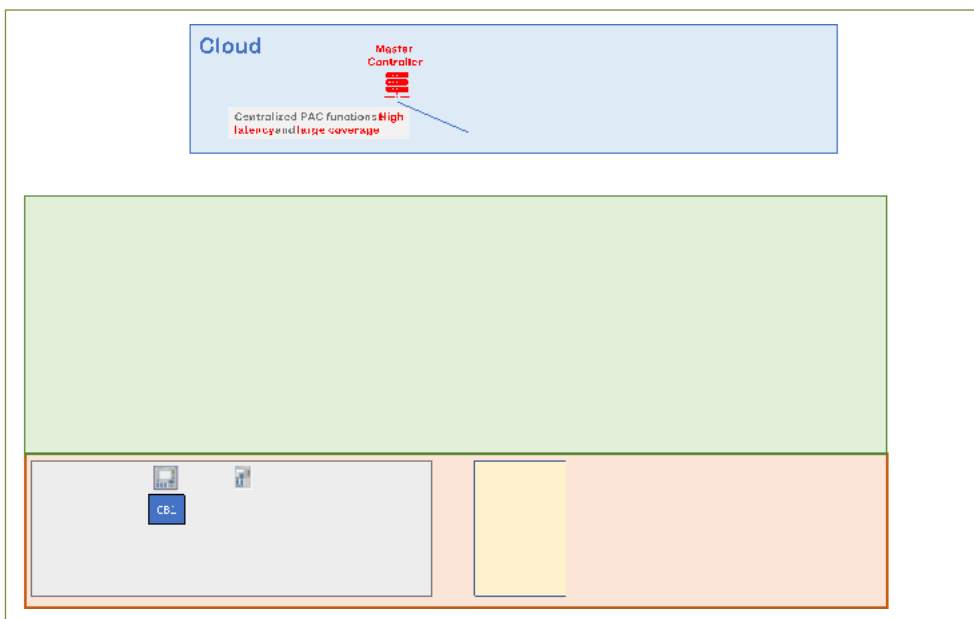 Cloud
Master
Controller
Centralized PAC functions: High
latency and large coverage
CB1